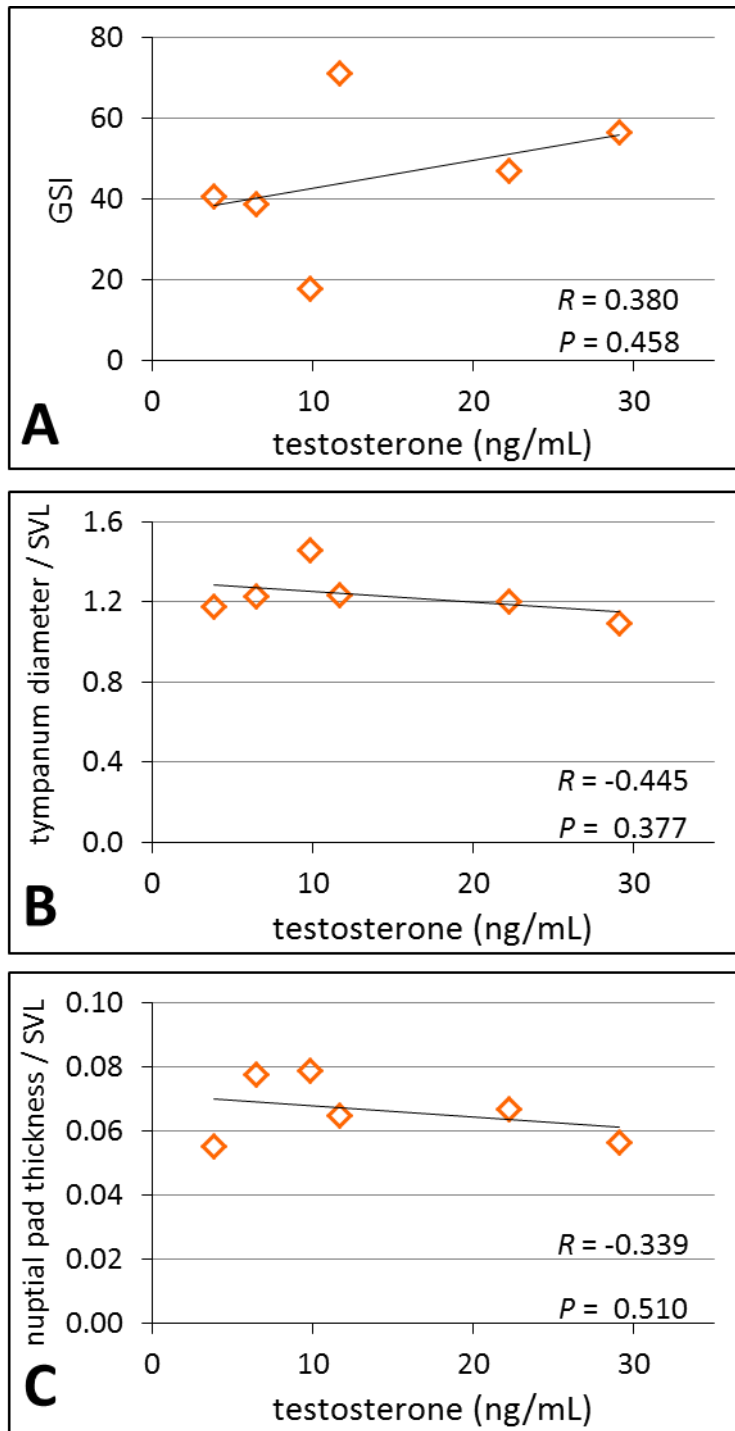 80
60
40
20
0
GSI
R = 0.380
P = 0.458
0 10 20 30
testosterone (ng/mL)
A
1.6
1.2
0.8
0.4
0.0
tympanum diameter / SVL
R = -0.445
P = 0.377
0 10 20 30
testosterone (ng/mL)
B
0.10
0.08
0.06
0.04
0.02
0.00
nuptial pad thickness / SVL
R = -0.339
P = 0.510
0 10 20 30
testosterone (ng/mL)
C